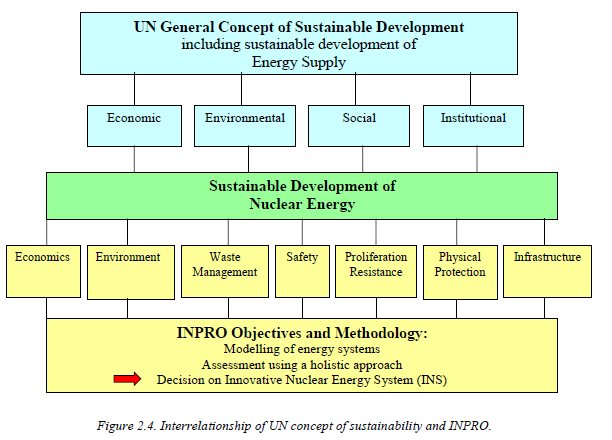 UN General Concept of Sustainable Development
including sustainable development of
Energy Supply
Economic
Environmental
Social
Institutional
Sustainable Development of
Nuclear Energy
Economics
Environment
Waste
Management
Safety
Proliferation
Resistance
Physical
Protection
Infrastructure
INPRO Objectives and Methodology:
Modelling of energy systems
Assessment using a holistic approach
Decision on Innovative Nuclear Energy System (INS)
Figure 2.4. Interrelationship of UN concept of sustainability and INPRO.